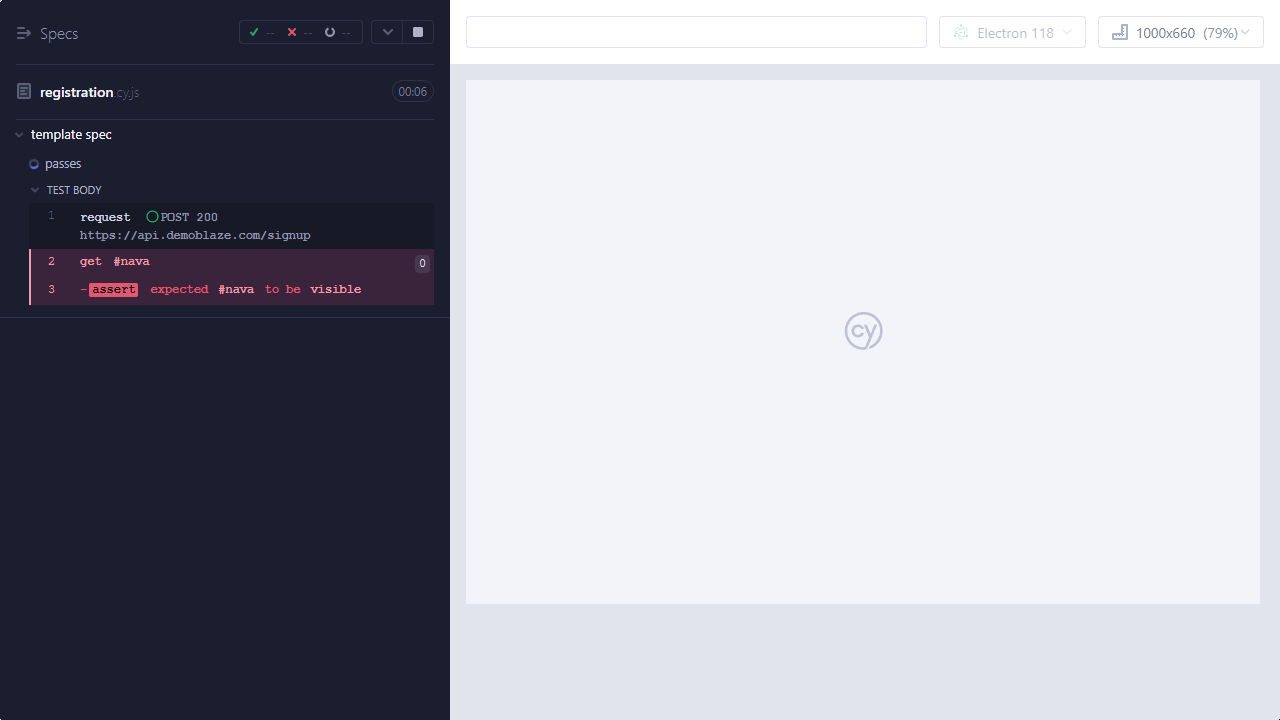 Specs
-- -- --
registration.cy.js 00:06
template spec
passes
TEST BODY
1 request POST 200
https://api.demoblaze.com/signup
2 get #nava 0
3 -assert expected #nava to be visible
Electron 118
1000x660 (79%)
cy